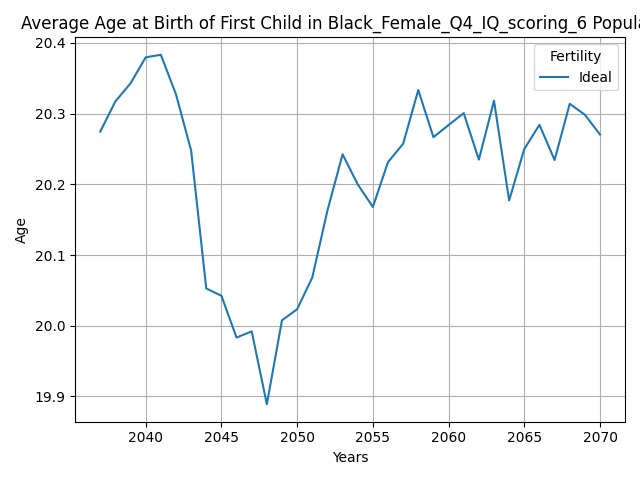 Average Age at Birth of First Child in Black_Female_Q4_IQ_scoring_6 Popula
20.4
20.3
20.2
20.1
20.0
19.9
Age
Fertility
Ideal
2040 2045 2050 2055 2060 2065 2070
Years